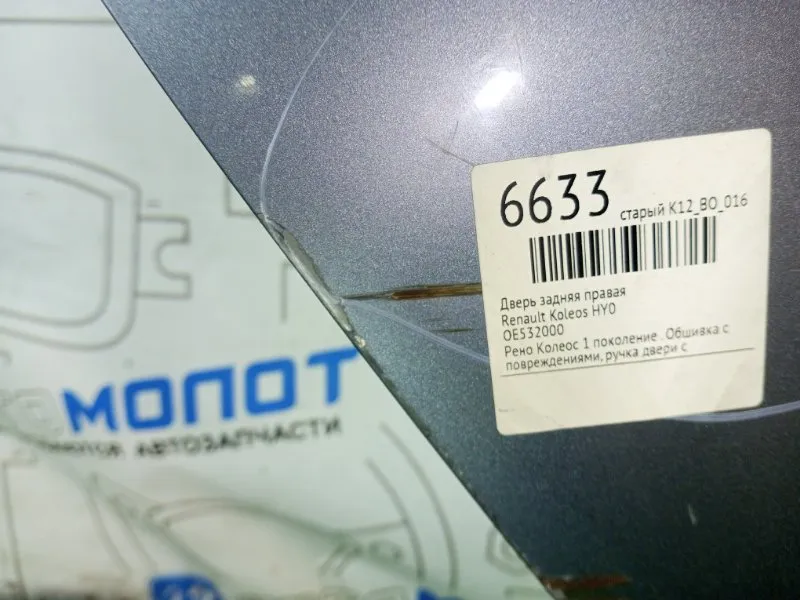 6633
старый K12_BO_016
Дверь задняя правая
Renault Koleos HY0
OE532000
Рено Колеос 1 поколение . Обшивка с
повреждениями, ручка двери с
МОЛОТ
АВТОЗАПЧАСТИ